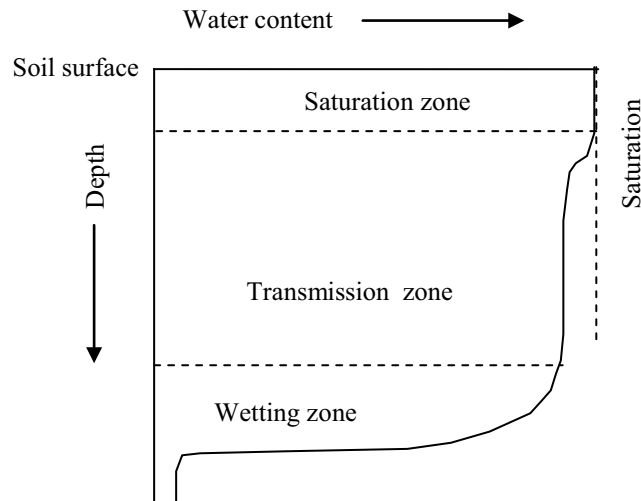 Water content
Soil surface
Saturation zone
Saturation
Depth
Transmission zone
Wetting zone